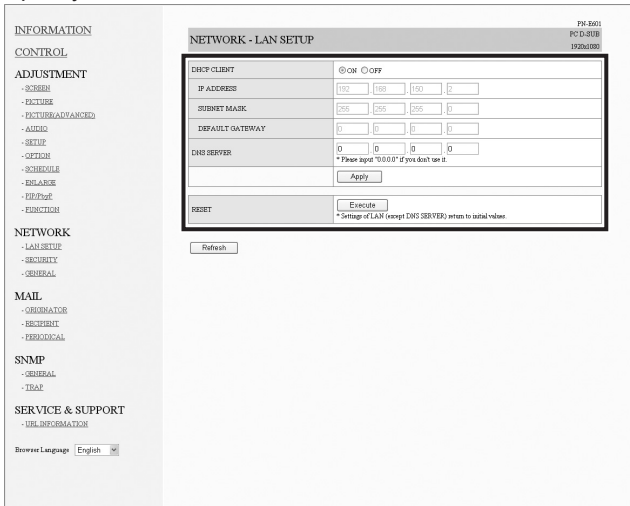 INFORMATION
CONTROL
ADJUSTMENT
- SCREEN
- PICTURE
- PICTURE(ADVANCED)
- AUDIO
- SETUP
- OPTION
- SCHEDULE
- ENLARGE
- PIP/PbyP
- FUNCTION
NETWORK
- LAN SETUP
- SECURITY
- GENERAL
MAIL
- ORIGINATOR
- RECIPIENT
- PERIODICAL
SNMP
- GENERAL
- TRAP
SERVICE & SUPPORT
- URL INFORMATION
Browser Language English
PN-E601
NETWORK - LAN SETUP PC D-SUB
1920x1080
DHCP CLIENT ON OFF
IP ADDRESS 192 . 168 . 150 . 2
SUBNET MASK 255 . 255 . 255 . 0
DEFAULT GATEWAY 0 . 0 . 0 . 0
DNS SERVER 0 . 0 . 0 . 0
* Please input "0.0.0.0" if you don't use it.
Apply
RESET Execute
* Settings of LAN (except DNS SERVER) return to initial values.
Refresh